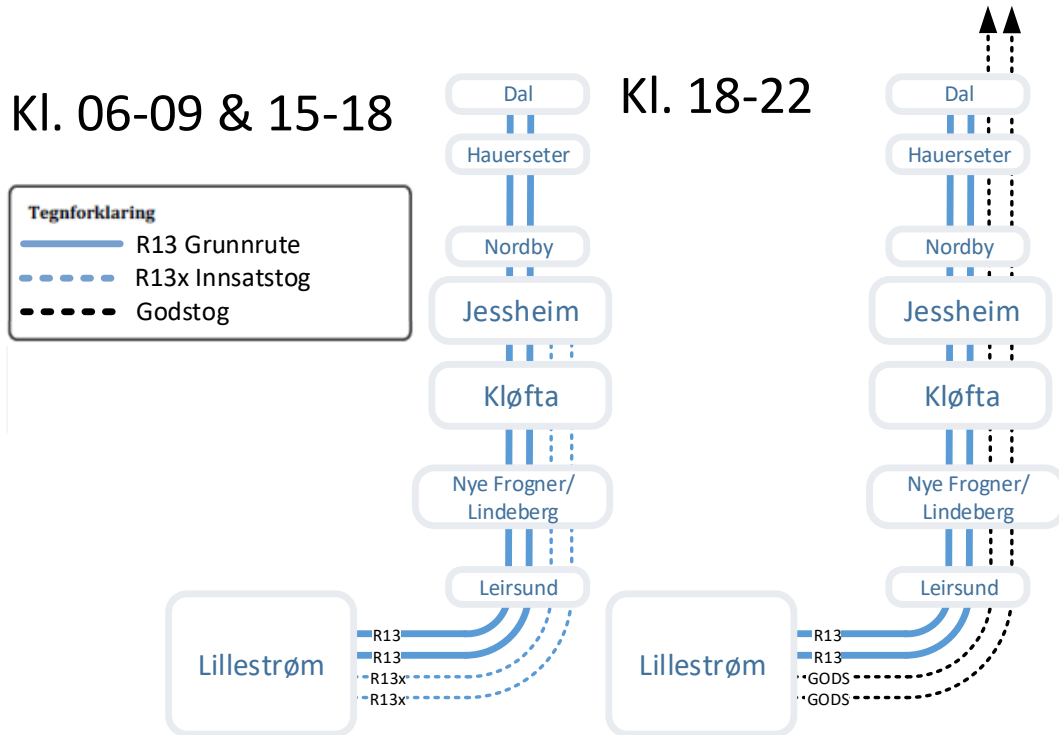 Kl. 06-09 & 15-18
Tegnforklaring
R13 Grunnrute
R13x Innsatstog
Godstog
Dal
Hauerseter
Nordby
Jessheim
Kløfta
Nye Frogner/
Lindeberg
Leirsund
Lillestrøm
R13
R13
R13x
R13x
Kl. 18-22
Dal
Hauerseter
Nordby
Jessheim
Kløfta
Nye Frogner/
Lindeberg
Leirsund
Lillestrøm
R13
R13
GODS
GODS